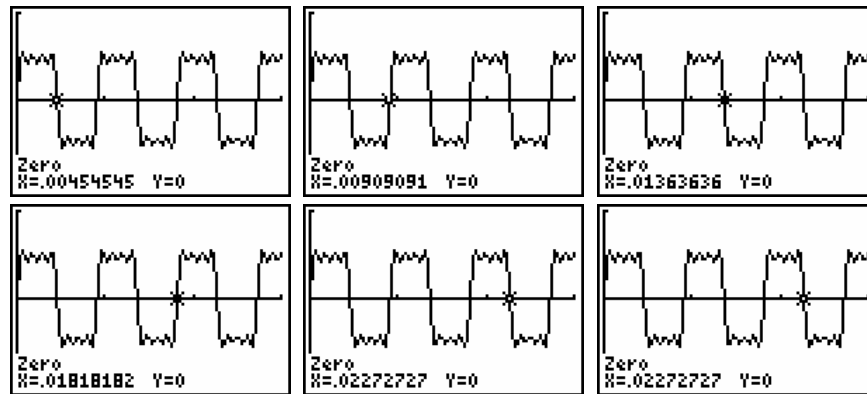 Zero
X=.00454545 Y=0
Zero
X=.00909091 Y=0
Zero
X=.01363636 Y=0
Zero
X=.01818182 Y=0
Zero
X=.02272727 Y=0
Zero
X=.02272727 Y=0